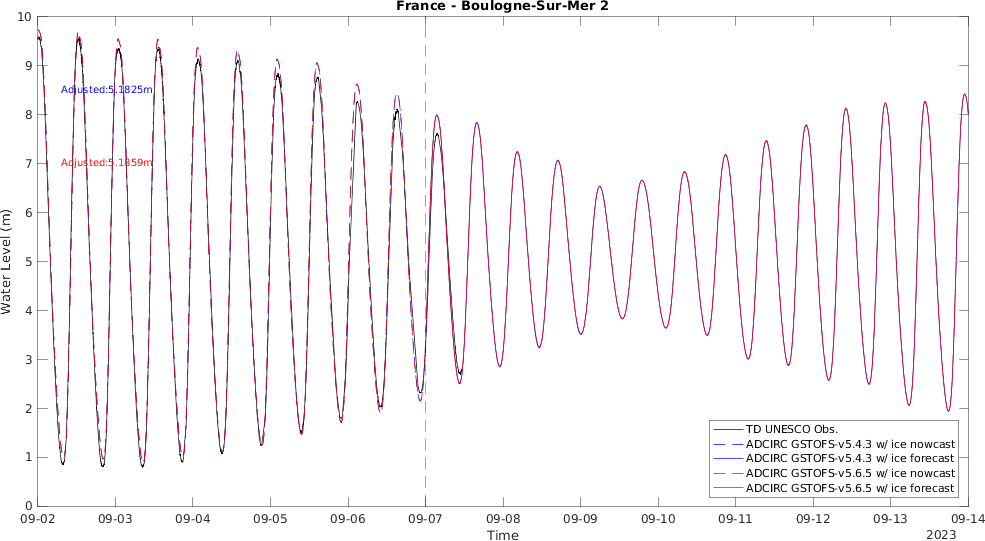 France - Boulogne-Sur-Mer 2
10
9
8
7
6
5
4
3
2
1
0
Water Level (m)
Adjusted:5.1825m
Adjusted:5.1859m
TD UNESCO Obs.
ADCIRC GSTOFS-v5.4.3 w/ ice nowcast
ADCIRC GSTOFS-v5.4.3 w/ ice forecast
ADCIRC GSTOFS-v5.6.5 w/ ice nowcast
ADCIRC GSTOFS-v5.6.5 w/ ice forecast
09-02 09-03 09-04 09-05 09-06 09-07 09-08 09-09 09-10 09-11 09-12 09-13 09-14
Time
2023